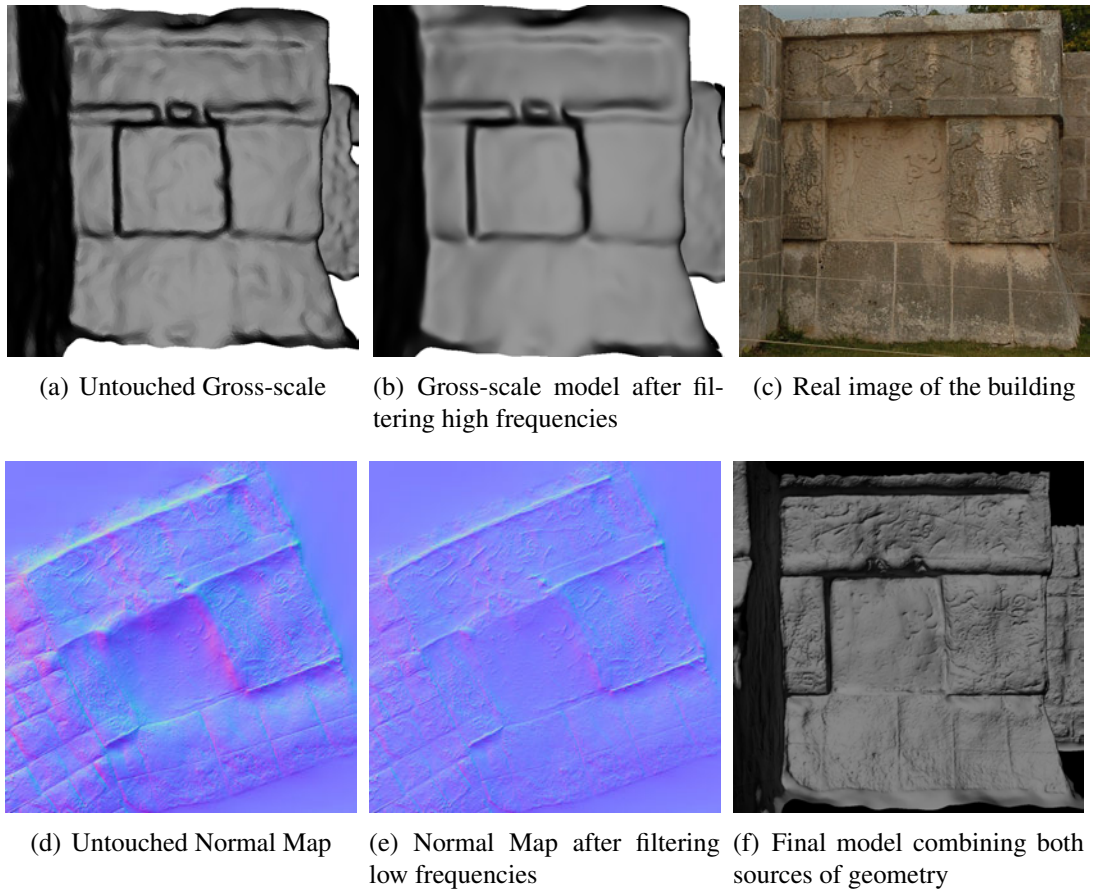 (a) Untouched Gross-scale
(b) Gross-scale model after fil-
tering high frequencies
(c) Real image of the building
(d) Untouched Normal Map
(e) Normal Map after filtering
low frequencies
(f) Final model combining both
sources of geometry